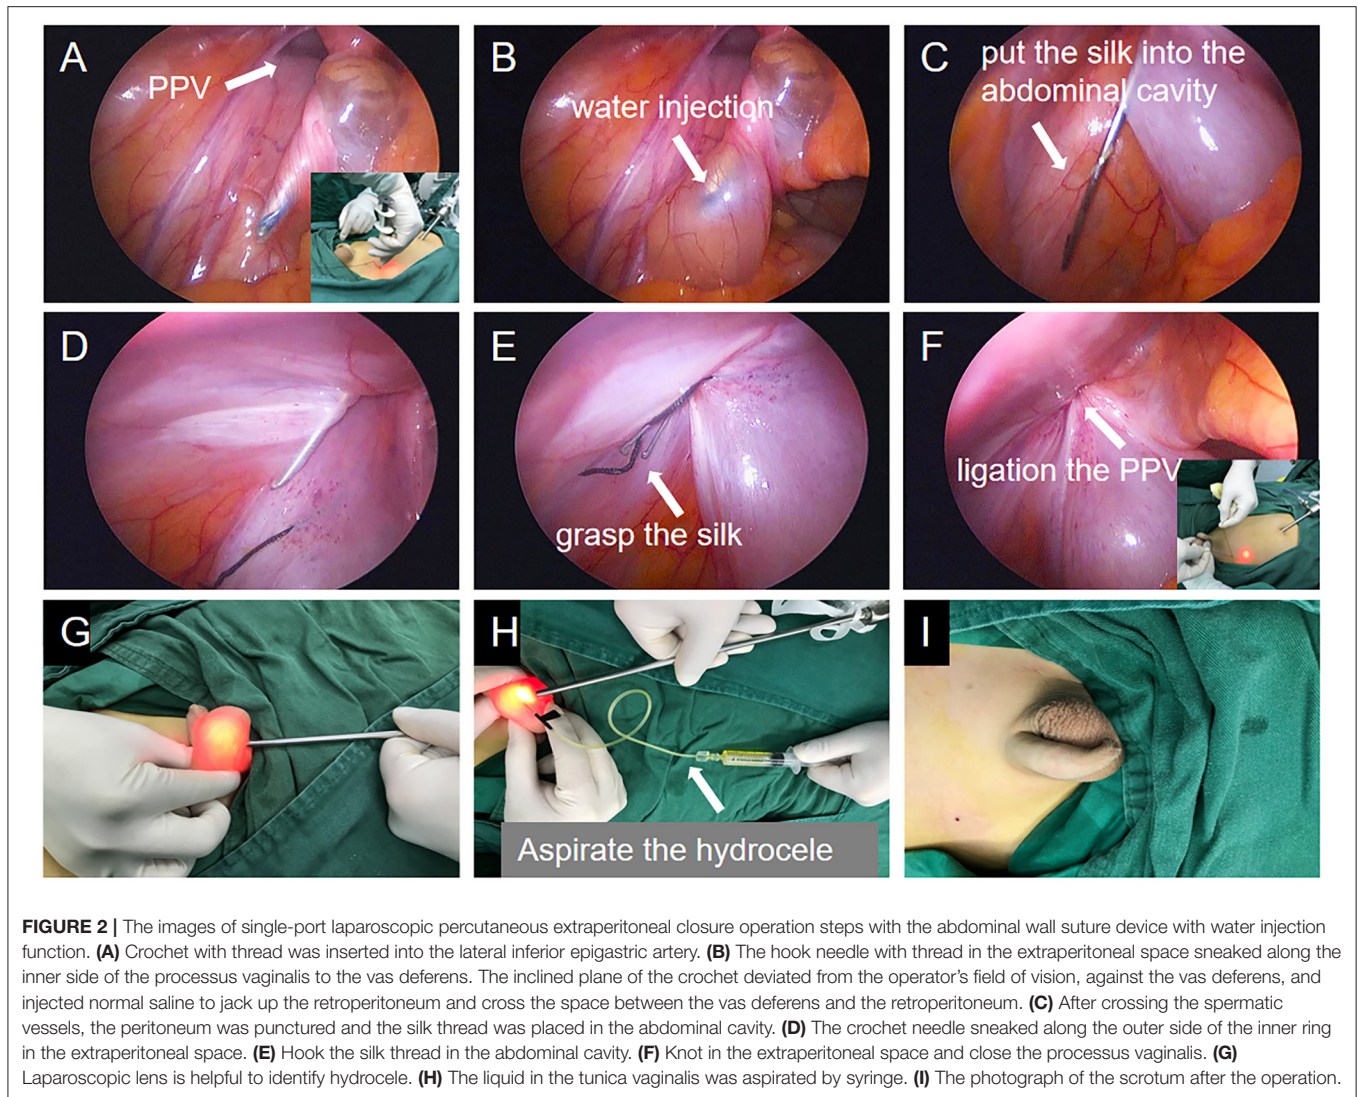 A
PPV
B
water injection
C
put the silk into the
abdominal cavity
D
E
grasp the silk
F
ligation the PPV
G
H
Aspirate the hydrocele
I
FIGURE 2 | The images of single-port laparoscopic percutaneous extraperitoneal closure operation steps with the abdominal wall suture device with water injection
function. (A) Crochet with thread was inserted into the lateral inferior epigastric artery. (B) The hook needle with thread in the extraperitoneal space sneaked along the
inner side of the processus vaginalis to the vas deferens. The inclined plane of the crochet deviated from the operator’s field of vision, against the vas deferens, and
injected normal saline to jack up the retroperitoneum and cross the space between the vas deferens and the retroperitoneum. (C) After crossing the spermatic
vessels, the peritoneum was punctured and the silk thread was placed in the abdominal cavity. (D) The crochet needle sneaked along the outer side of the inner ring
in the extraperitoneal space. (E) Hook the silk thread in the abdominal cavity. (F) Knot in the extraperitoneal space and close the processus vaginalis. (G)
Laparoscopic lens is helpful to identify hydrocele. (H) The liquid in the tunica vaginalis was aspirated by syringe. (I) The photograph of the scrotum after the operation.